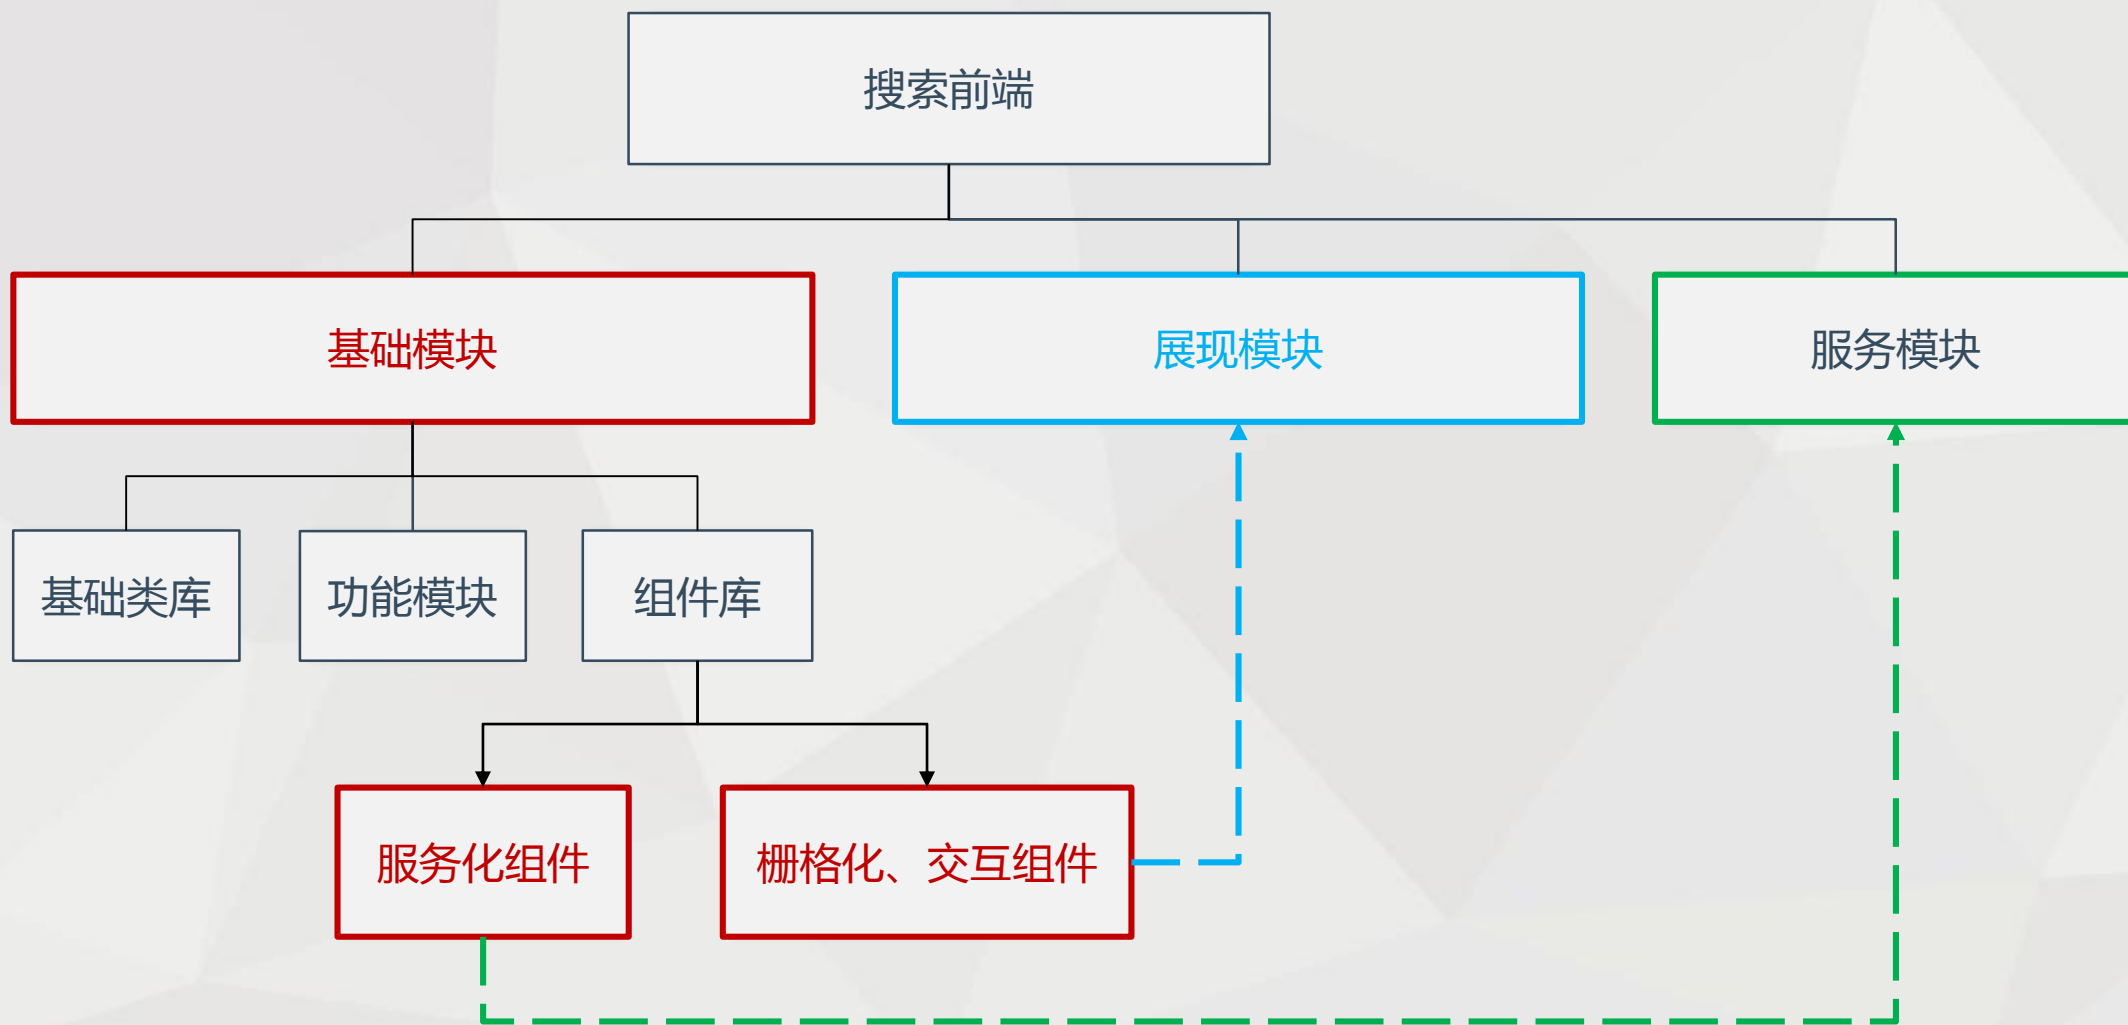 搜索前端
基础模块
展现模块
服务模块
基础类库
功能模块
组件库
服务化组件
栅格化、交互组件